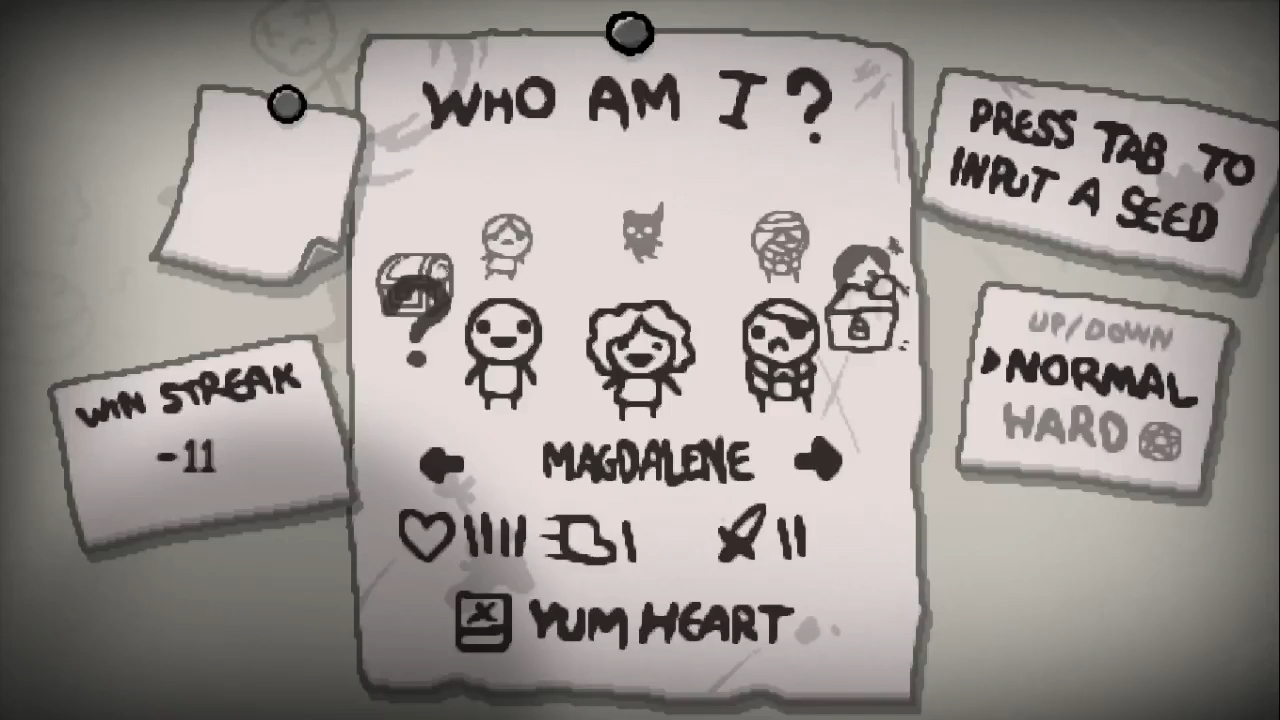 WHO AM I?
PRESS TAB TO
INPUT A SEED
WIN STREAK
-11
UP/DOWN
NORMAL
HARD
?
MAGDALENE
YUM HEART